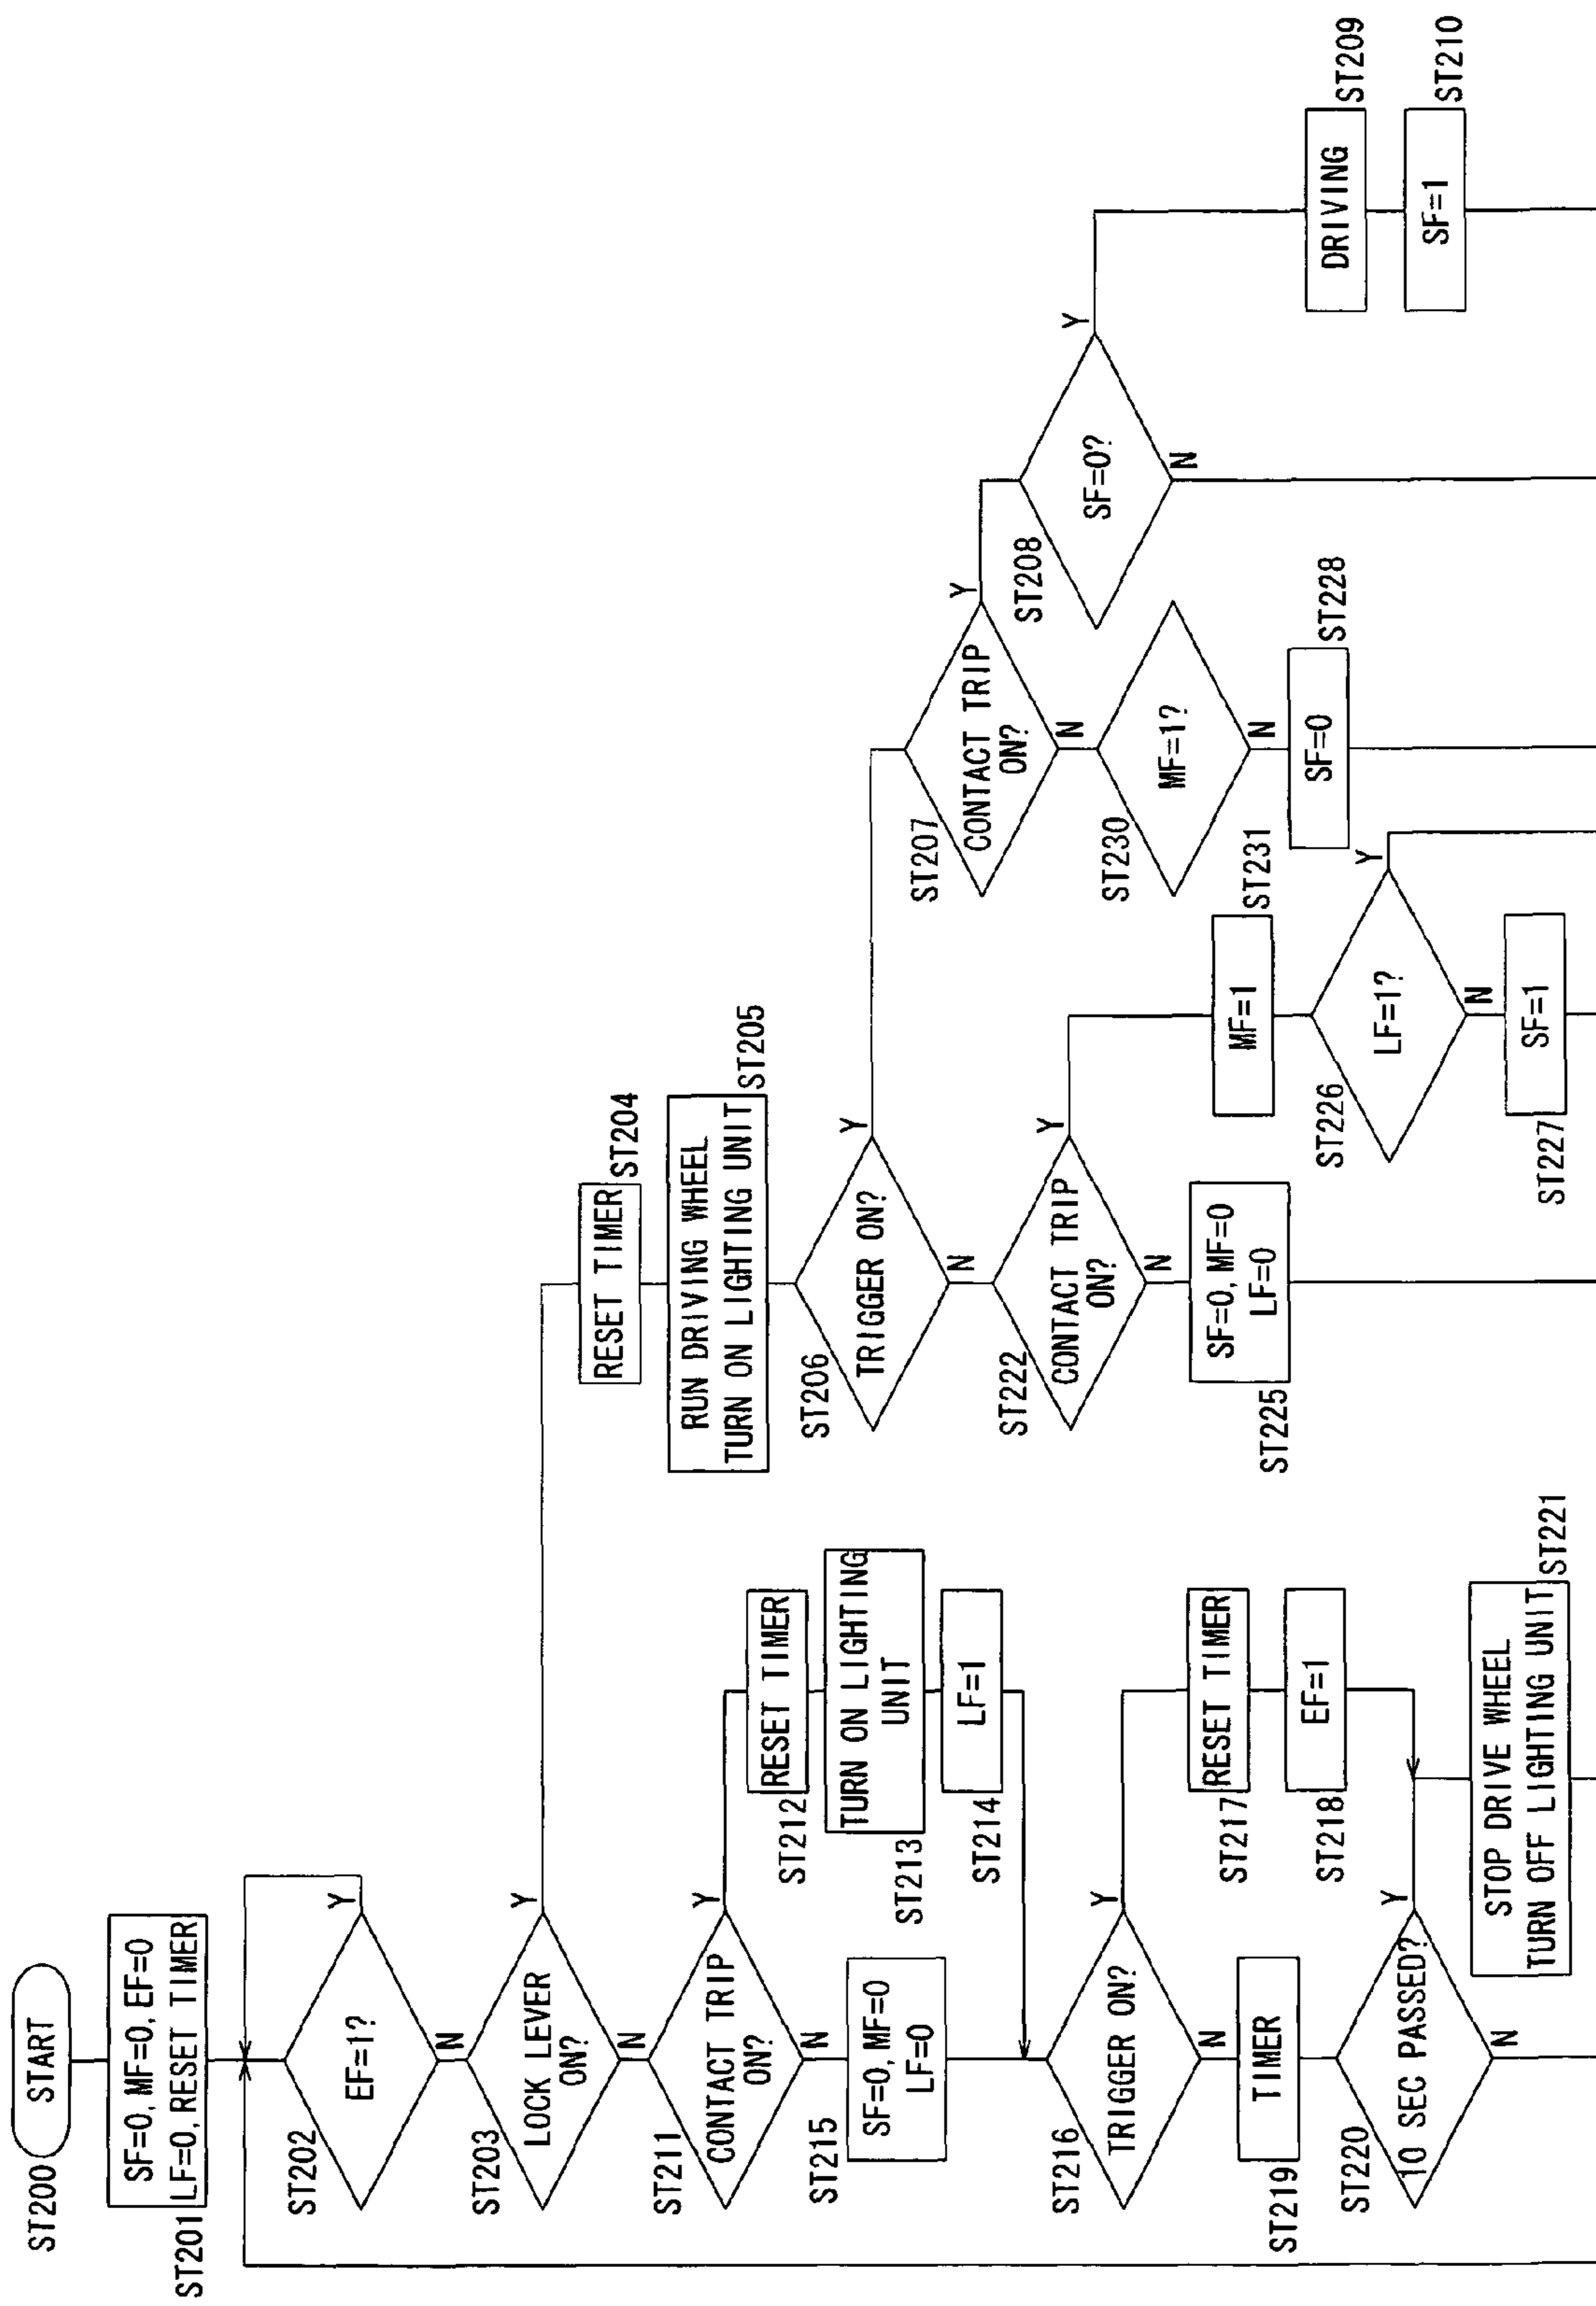 ST200
START
ST201
SF=0, MF=0, EF=0
LF=0, RESET TIMER
ST202
EF=1?
Y
N
ST203
LOCK LEVER
ON?
Y
N
ST204
RESET TIMER
ST205
RUN DRIVING WHEEL
TURN ON LIGHTING UNIT
ST206
TRIGGER ON?
Y
N
ST207
CONTACT TRIP
ON?
Y
N
ST208
SF=0?
Y
N
DRIVING
ST209
SF=1
ST210
ST211
CONTACT TRIP
ON?
Y
N
ST212
RESET TIMER
ST213
TURN ON LIGHTING
UNIT
ST214
LF=1
ST215
SF=0, MF=0
LF=0
ST216
TRIGGER ON?
Y
N
ST217
RESET TIMER
ST218
EF=1
ST219
TIMER
ST220
10 SEC PASSED?
Y
N
STOP DRIVE WHEEL
TURN OFF LIGHTING UNIT
ST221
ST222
CONTACT TRIP
ON?
Y
N
ST225
SF=0, MF=0
LF=0
MF=1
ST231
ST226
LF=1?
Y
N
ST227
SF=1
ST230
MF=1?
N
SF=0
ST228